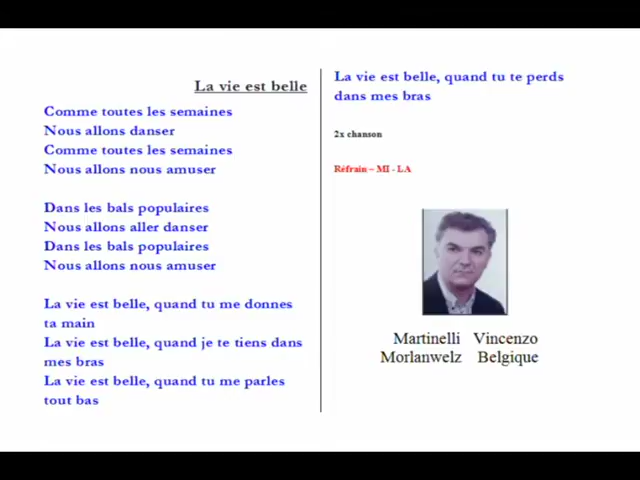 La vie est belle
Comme toutes les semaines
Nous allons danser
Comme toutes les semaines
Nous allons nous amuser
Dans les bals populaires
Nous allons aller danser
Dans les bals populaires
Nous allons nous amuser
La vie est belle, quand tu me donnes
ta main
La vie est belle, quand je te tiens dans
mes bras
La vie est belle, quand tu me parles
tout bas
La vie est belle, quand tu te perds
dans mes bras
2x chanson
Réfrain – MI - LA
Martinelli Vincenzo
Morlanwelz Belgique